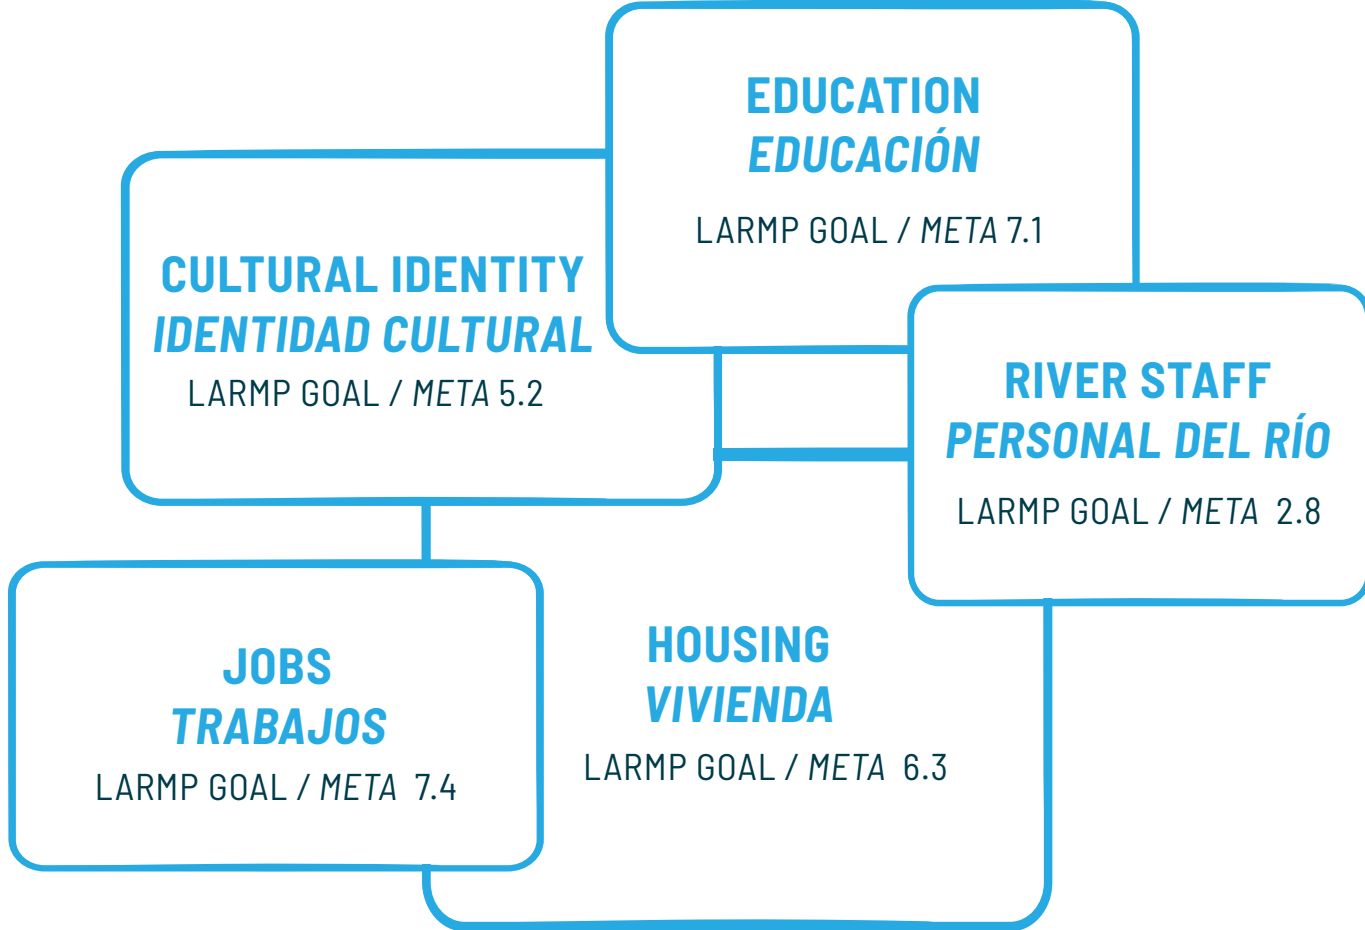 EDUCATION
EDUCACIÓN
LARMP GOAL / META 7.1
CULTURAL IDENTITY
IDENTIDAD CULTURAL
LARMP GOAL / META 5.2
RIVER STAFF
PERSONAL DEL RÍO
LARMP GOAL / META 2.8
JOBS
TRABAJOS
LARMP GOAL / META 7.4
HOUSING
VIVIENDA
LARMP GOAL / META 6.3